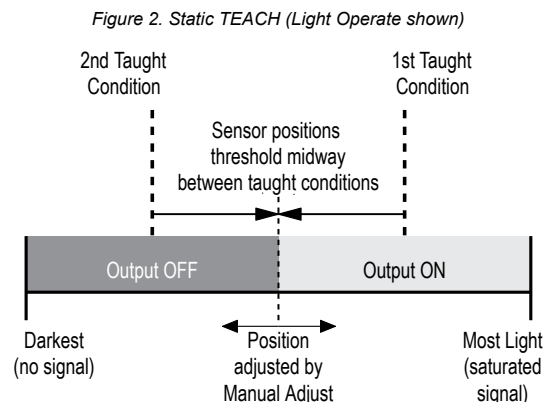 Figure 2. Static TEACH (Light Operate shown)
2nd Taught
Condition
1st Taught
Condition
Sensor positions
threshold midway
between taught conditions
Output OFF
Output ON
Darkest
(no signal)
Position
adjusted by
Manual Adjust
Most Light
(saturated
signal)